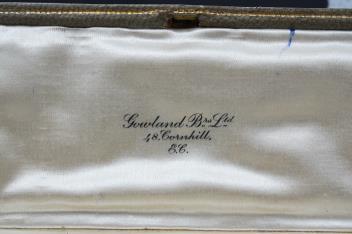 Gowland Bros Ltd
48, Cornhill,
E.C.